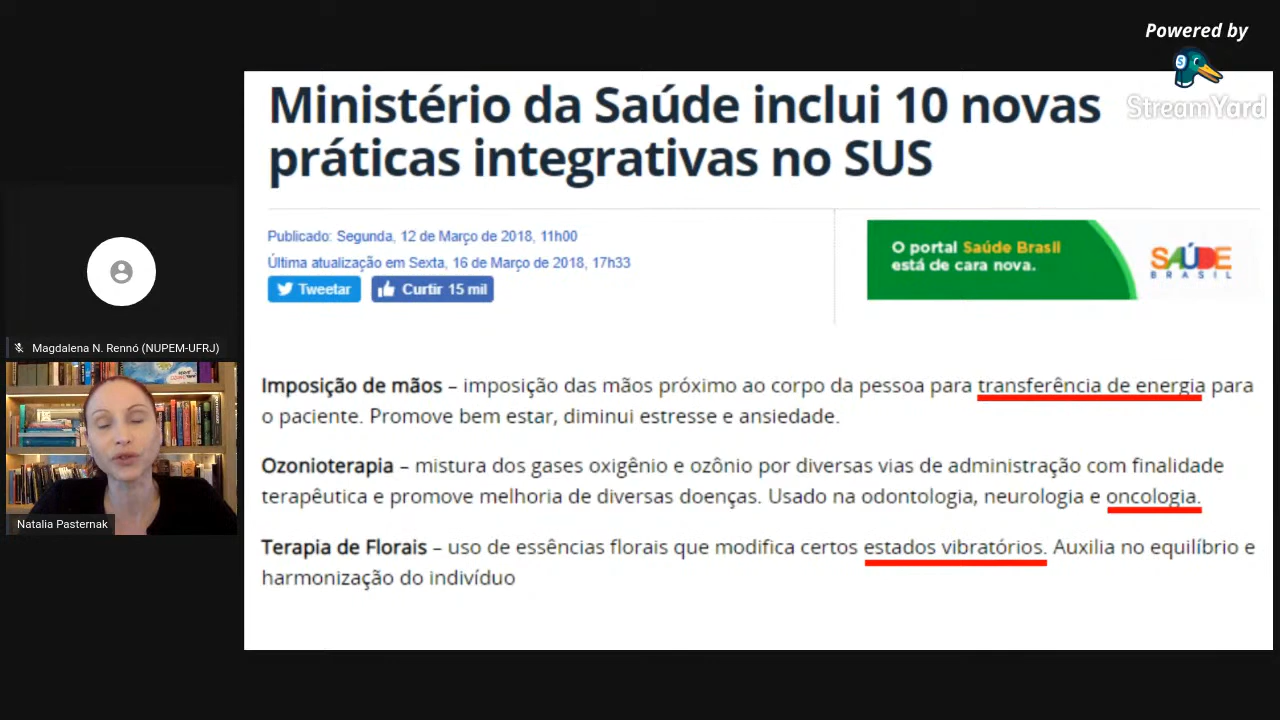 Powered by
StreamYard
Ministério da Saúde inclui 10 novas
práticas integrativas no SUS
Publicado: Segunda, 12 de Março de 2018, 11h00
Última atualização em Sexta, 16 de Março de 2018, 17h33
Tweetar
Curtir 15 mil
O portal Saúde Brasil
está de cara nova.
SAÚDE
BRASIL
Imposição de mãos – imposição das mãos próximo ao corpo da pessoa para transferência de energia para
o paciente. Promove bem estar, diminui estresse e ansiedade.
Ozonioterapia – mistura dos gases oxigênio e ozônio por diversas vias de administração com finalidade
terapêutica e promove melhoria de diversas doenças. Usado na odontologia, neurologia e oncologia.
Terapia de Florais – uso de essências florais que modifica certos estados vibratórios. Auxilia no equilíbrio e
harmonização do indivíduo
Magdalena N. Rennó (NUPEM-UFRJ)
Natalia Pasternak